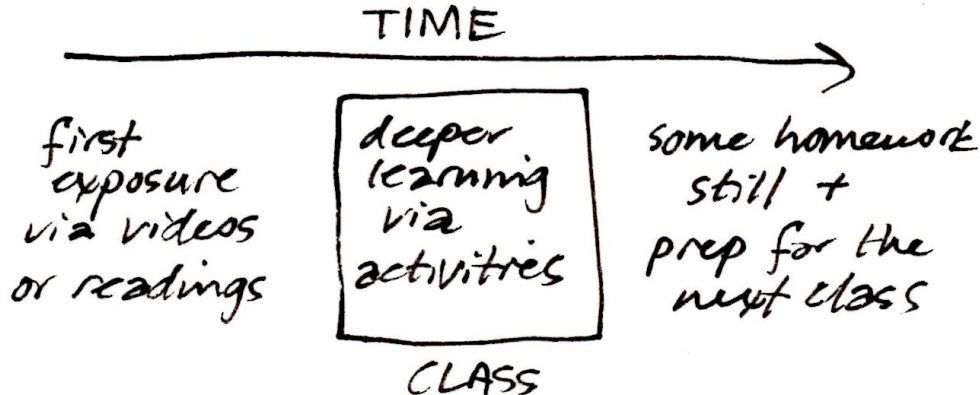 TIME
first
exposure
via videos
or readings
deeper
learning
via
activities
some homework
still +
prep for the
next class
CLASS